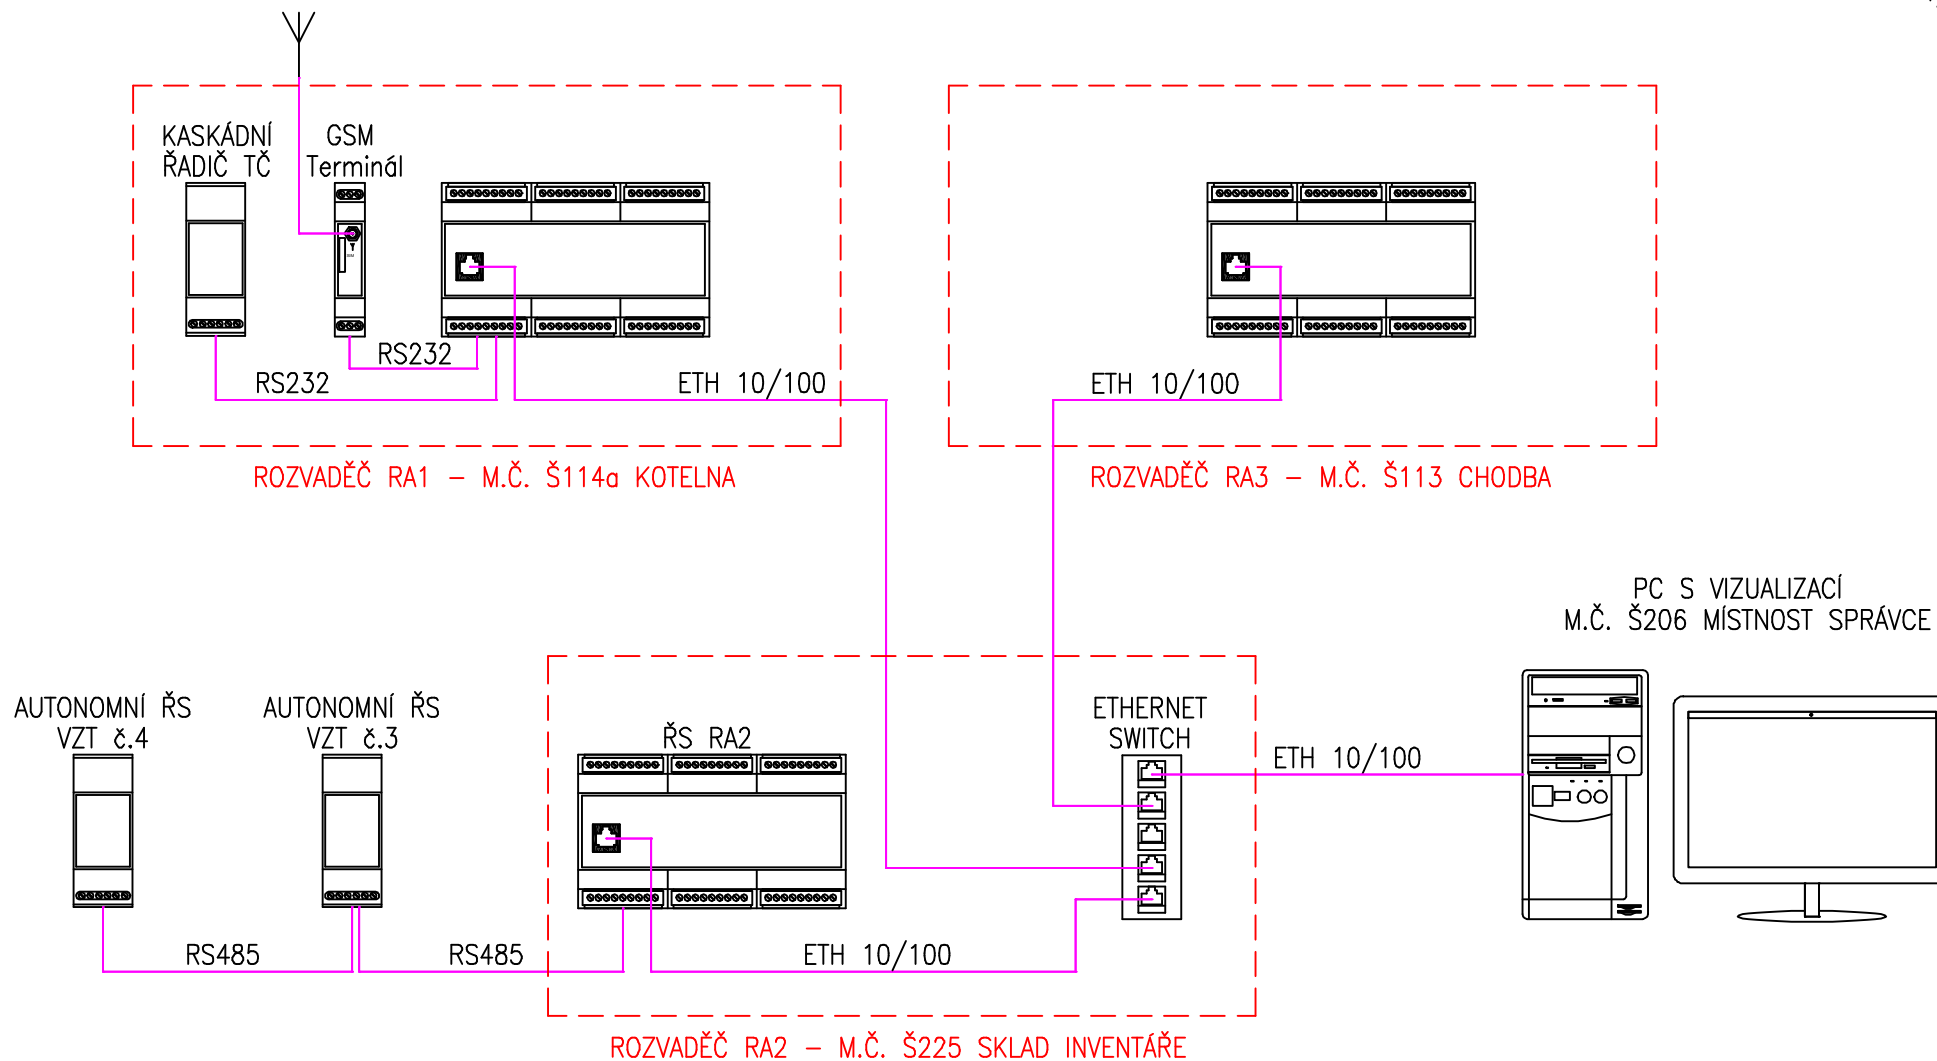 KASKÁDNÍ
ŘADIČ TČ
GSM
Terminál
RS232
RS232
ETH 10/100
ETH 10/100
ROZVADĚČ RA1 – M.Č. Š114a KOTELNA
ROZVADĚČ RA3 – M.Č. Š113 CHODBA
PC S VIZUALIZACÍ
M.Č. Š206 MÍSTNOST SPRÁVCE
AUTONOMNÍ ŘS
VZT č.4
AUTONOMNÍ ŘS
VZT č.3
ŘS RA2
ETHERNET
SWITCH
ETH 10/100
RS485
RS485
ETH 10/100
ROZVADĚČ RA2 – M.Č. Š225 SKLAD INVENTÁŘE